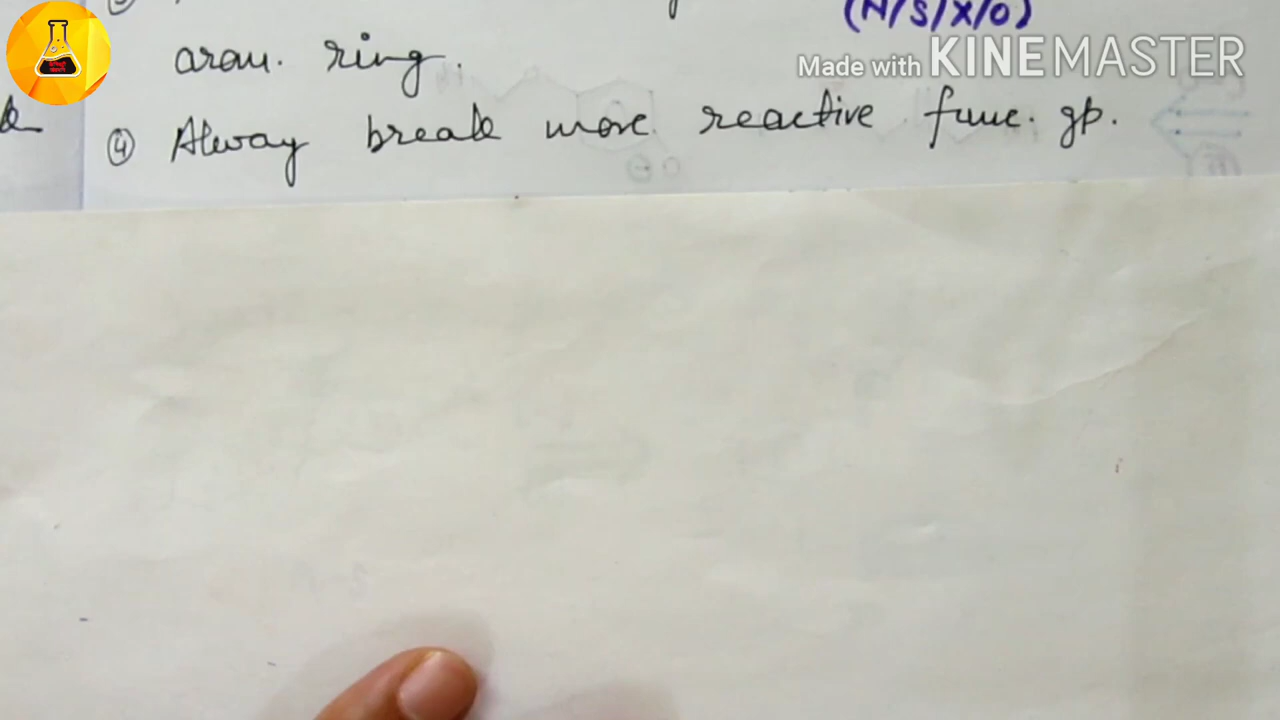 (N/S/X/O)
Made with KINEMASTER
arom. ring.
④ Alway break more reactive func. gp.